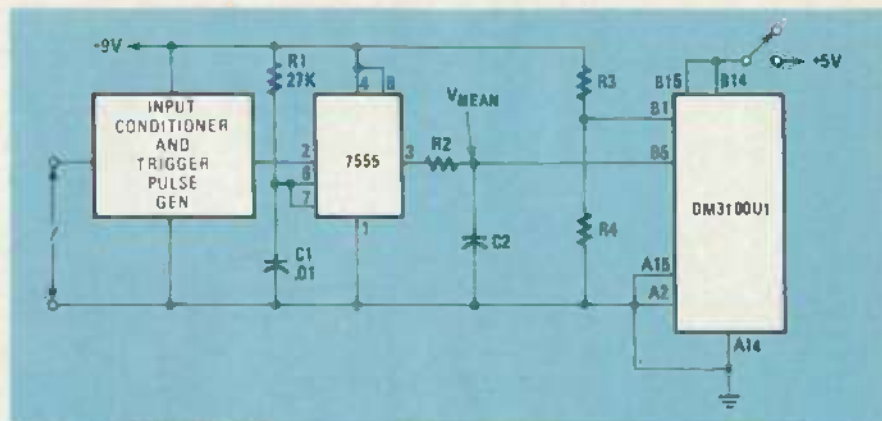 -9V
R1
27K
4 8
INPUT
CONDITIONER
AND
TRIGGER
PULSE
GEN
2
6
7
7555
3
1
R2
VMEAN
C1
.01
C2
R3
R4
B15
B14
+5V
B1
B6
DM3100U1
A15
A2
A14